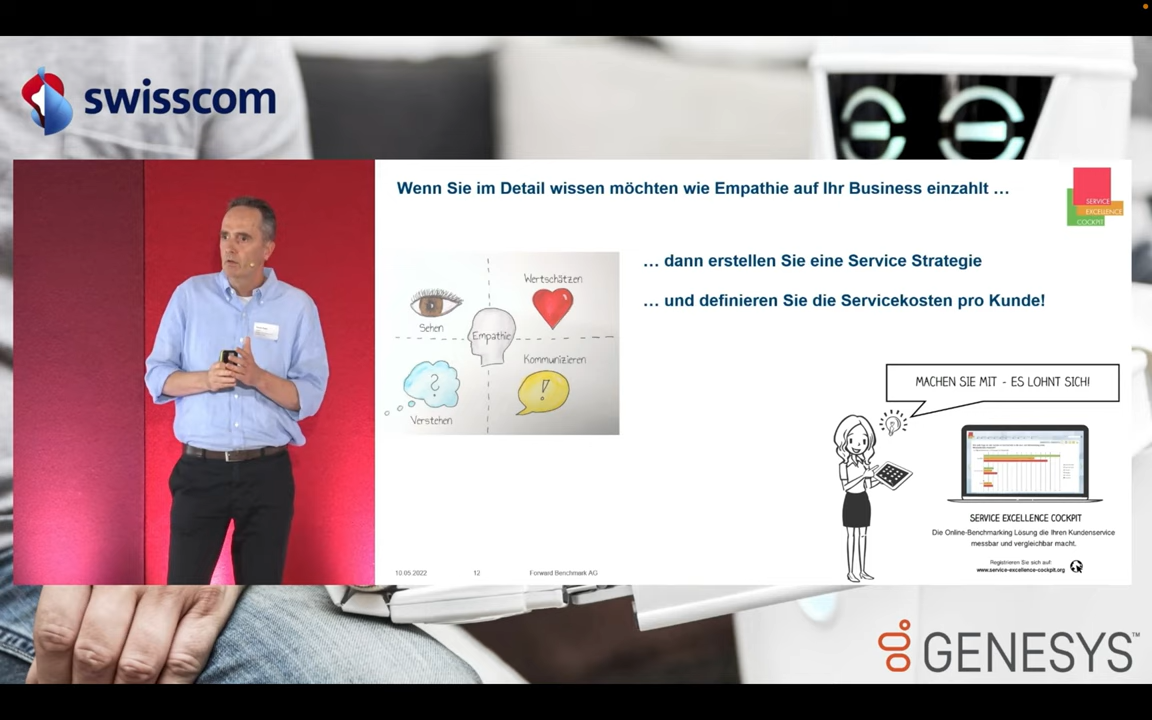 swisscom
Wenn Sie im Detail wissen möchten wie Empathie auf Ihr Business einzahlt ...
SERVICE
EXCELLENCE
COCKPIT
... dann erstellen Sie eine Service Strategie
... und definieren Sie die Servicekosten pro Kunde!
Wertschätzen
Sehen
Empathie
Kommunizieren
?
!
Verstehen
MACHEN SIE MIT - ES LOHNT SICH!
SERVICE EXCELLENCE COCKPIT
Die Online-Benchmarking Lösung die Ihren Kundenservice
messbar und vergleichbar macht.
Registrieren Sie sich auf:
www.service-excellence-cockpit.org
10.05.2022
12
Forward Benchmark AG
GENESYS™